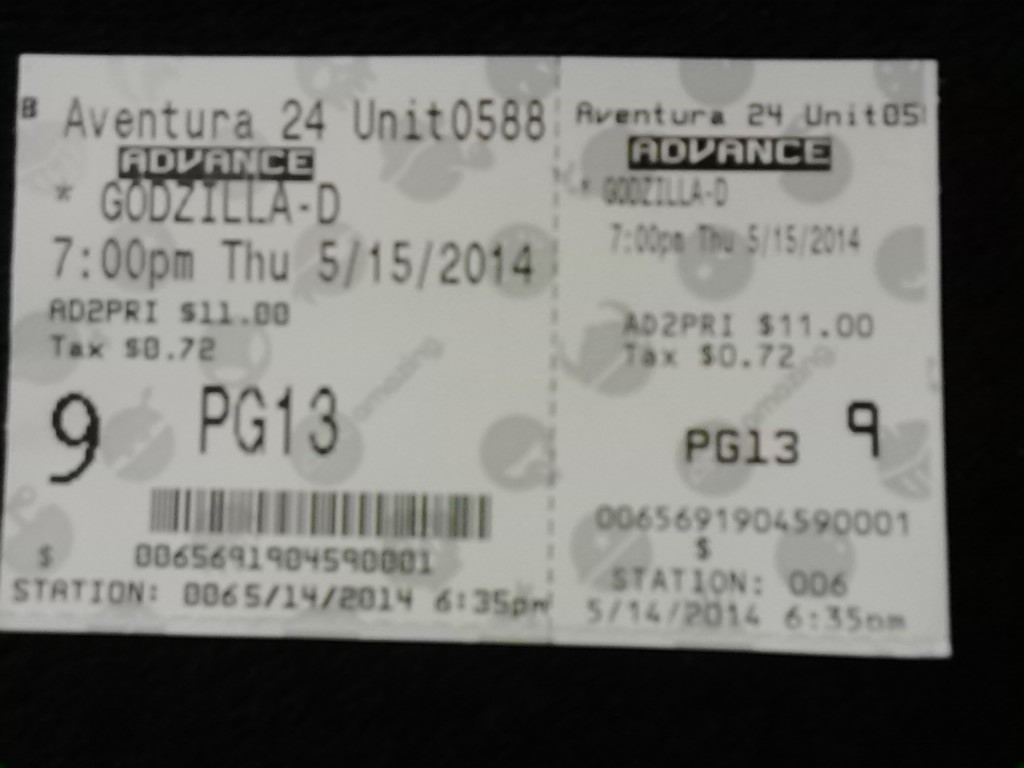 B Aventura 24 Unit0588
ADVANCE
* GODZILLA-D
7:00pm Thu 5/15/2014
AD2PRI $11.00
Tax $0.72
9 PG13
$ 0065691904590001
STATION: 0065/14/2014 6:35pm
Aventura 24 Unit05
ADVANCE
* GODZILLA-D
7:00pm Thu 5/15/2014
AD2PRI $11.00
Tax $0.72
PG13 9
0065691904590001
$
STATION: 006
5/14/2014 6:35pm
amazing
amazing